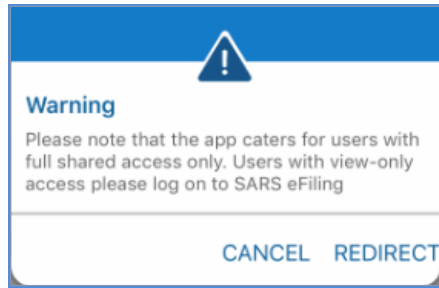 Warning
Please note that the app caters for users with
full shared access only. Users with view-only
access please log on to SARS eFiling
CANCEL REDIRECT